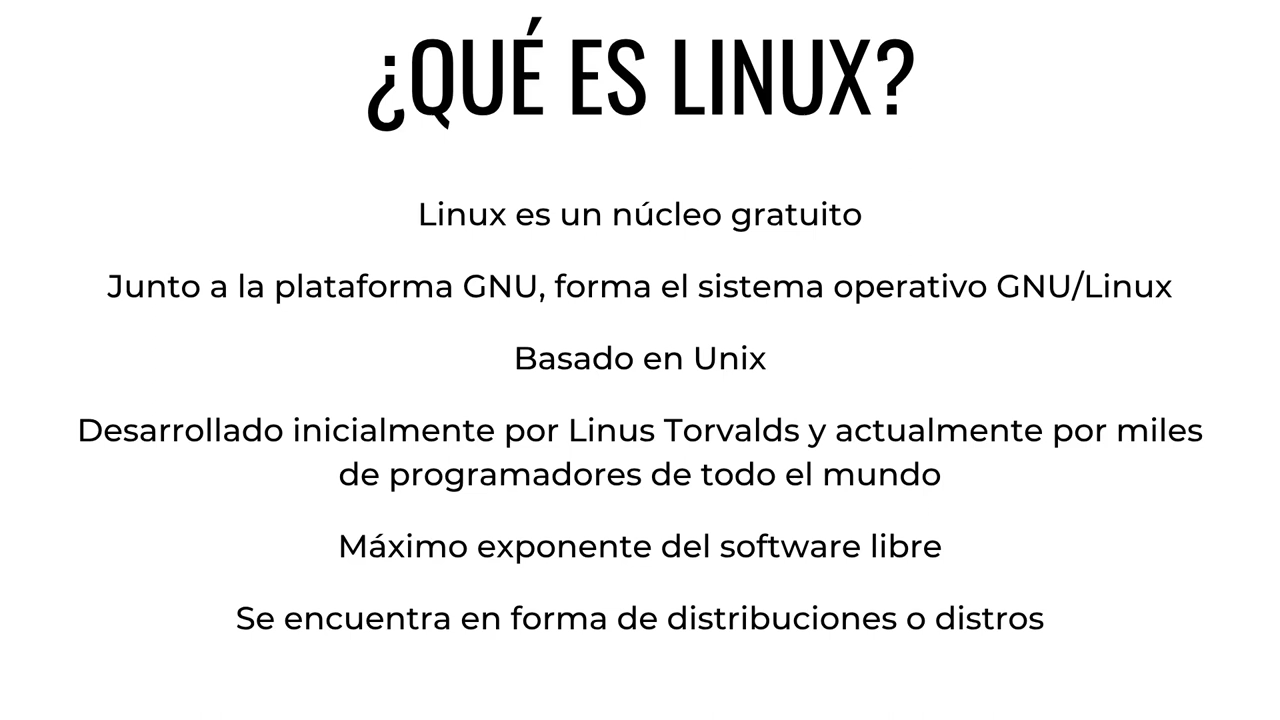 ¿QUÉ ES LINUX?
Linux es un núcleo gratuito
Junto a la plataforma GNU, forma el sistema operativo GNU/Linux
Basado en Unix
Desarrollado inicialmente por Linus Torvalds y actualmente por miles
de programadores de todo el mundo
Máximo exponente del software libre
Se encuentra en forma de distribuciones o distros